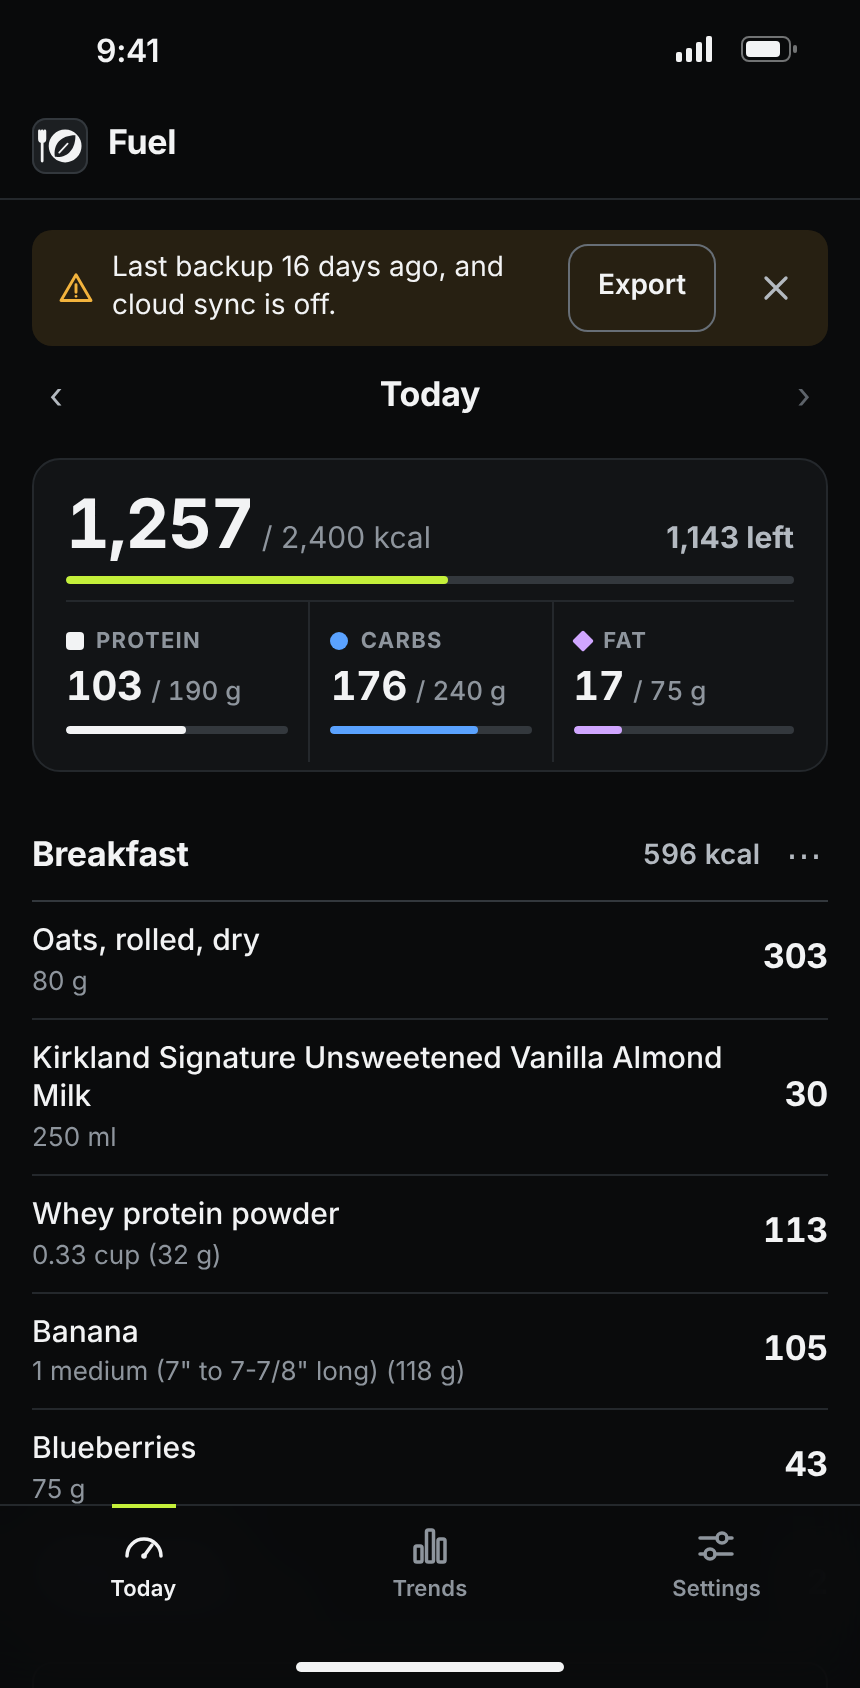 9:41
Fuel
Last backup 16 days ago, and
cloud sync is off.
Export
‹ Today ›
1,257 / 2,400 kcal 1,143 left
PROTEIN CARBS FAT
103 / 190 g 176 / 240 g 17 / 75 g
Breakfast 596 kcal ...
Oats, rolled, dry
80 g
303
Kirkland Signature Unsweetened Vanilla Almond
Milk
250 ml
30
Whey protein powder
0.33 cup (32 g)
113
Banana
1 medium (7" to 7-7/8" long) (118 g)
105
Blueberries
75 g
43
Today Trends Settings